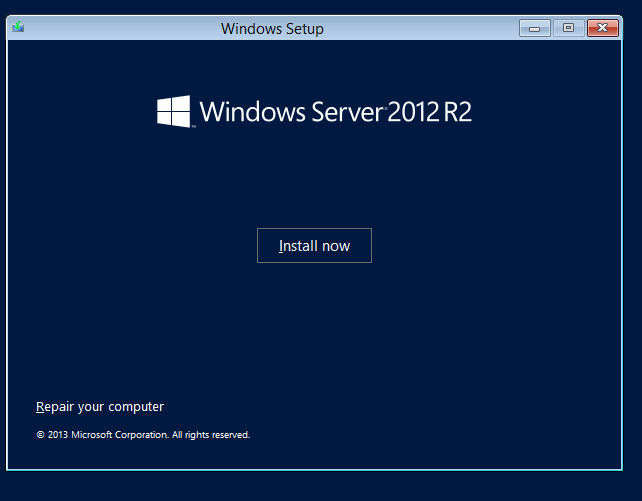 Windows Setup
Windows Server 2012 R2
Install now
Repair your computer
© 2013 Microsoft Corporation. All rights reserved.